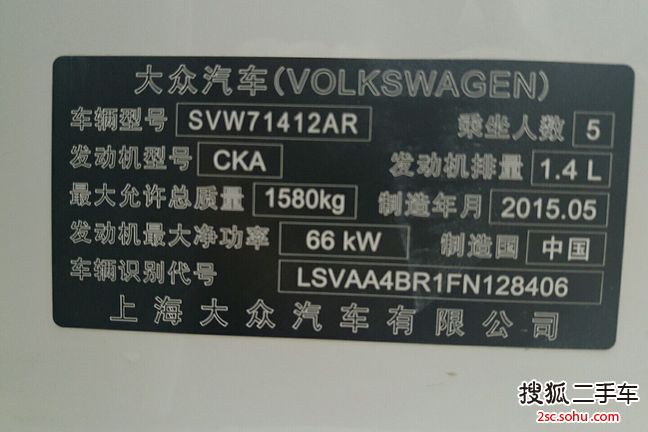 大众汽车(VOLKSWAGEN)
车辆型号 SVW71412AR 乘坐人数 5
发动机型号 CKA 发动机排量 1.4 L
最大允许总质量 1580kg 制造年月 2015.05
发动机最大净功率 66 kW 制造国 中国
车辆识别代号 LSVAA4BR1FN128406
上海大众汽车有限公司
搜狐二手车
2sc.sohu.com